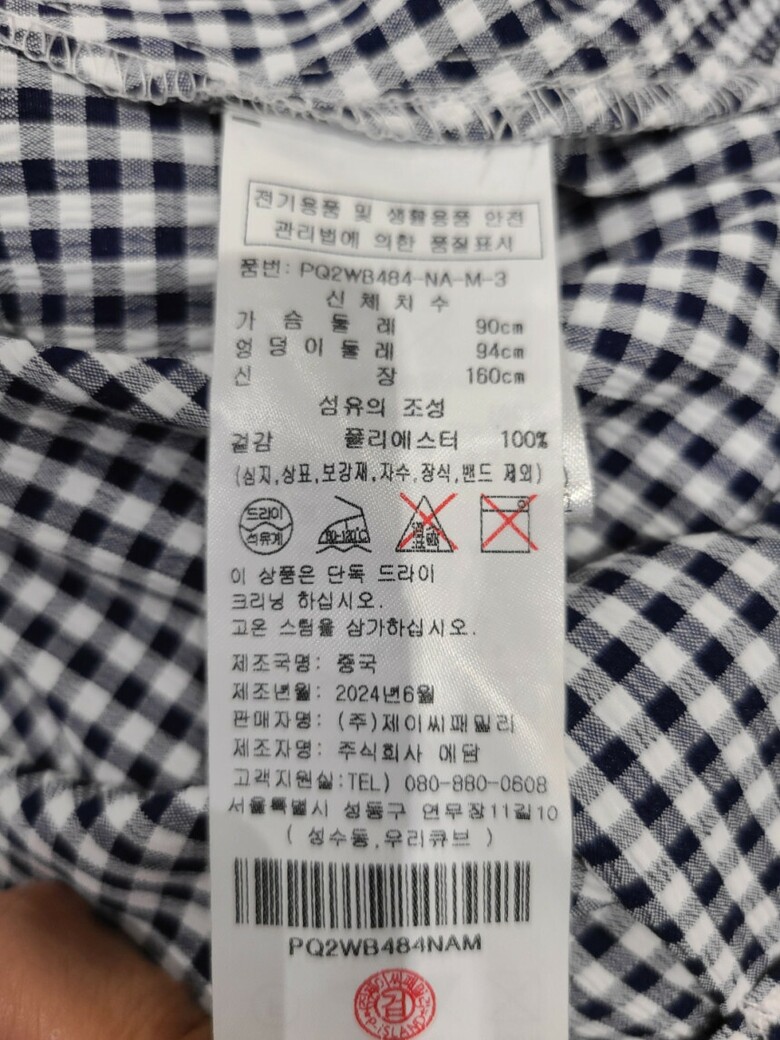 전기용품 및 생활용품 안전
관리법에 의한 품질표시
품번: PQ2WB484-NA-M-3
신 체 치 수
가 슴 둘 레 90cm
엉 덩 이 둘 레 94cm
신 장 160cm
섬유의 조성
겉감 폴리에스터 100%
(심지,상표,보강재,자수,장식,밴드 제외)
드라이
석유계
80~120℃
이 상품은 단독 드라이
크리닝 하십시오.
고온 스팀을 삼가하십시오.
제조국명: 중국
제조년월: 2024년6월
판매자명: (주)제이씨패밀리
제조자명: 주식회사 에담
고객지원실:TEL) 080-880-0608
서울특별시 성동구 연무장11길10
( 성수동,우리큐브 )
PQ2WB484NAM
검
P.ISLAND